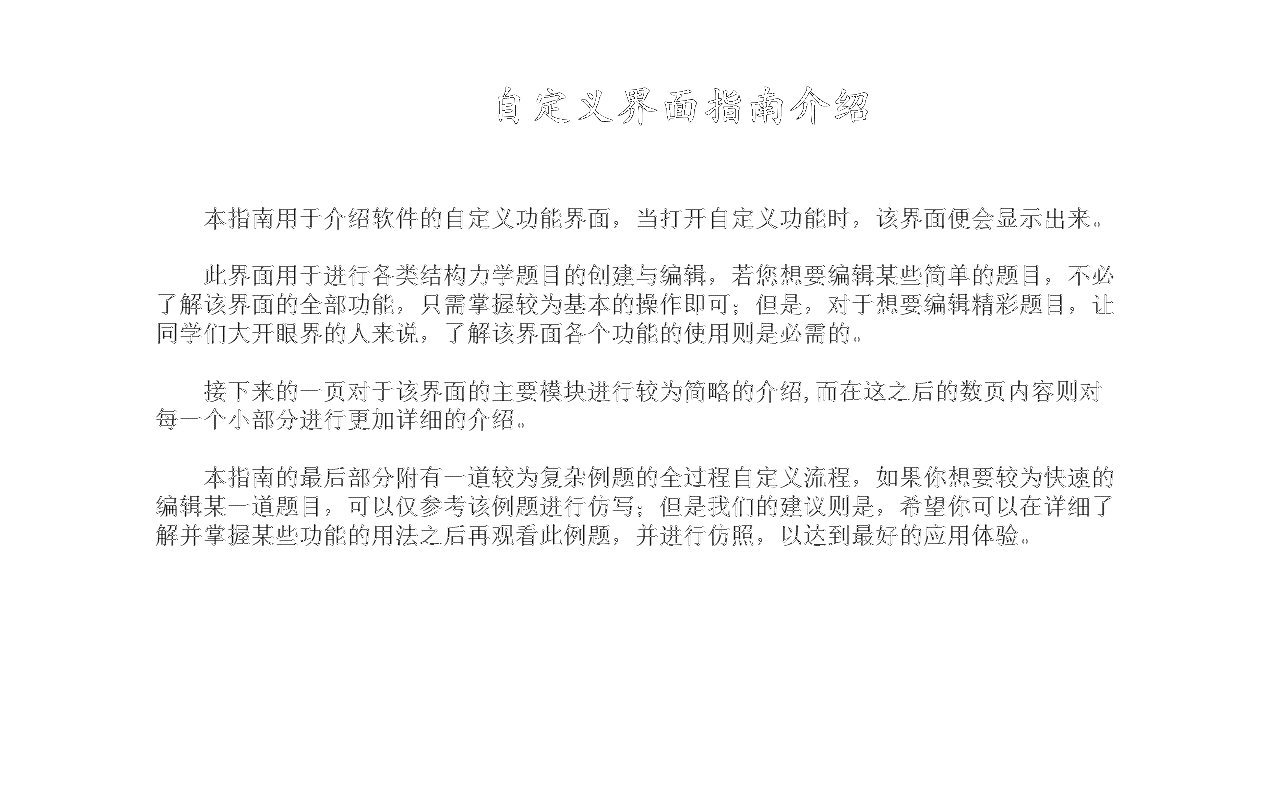 自定义界面指南介绍
本指南用于介绍软件的自定义功能界面，当打开自定义功能时，该界面便会显示出来。
此界面用于进行各类结构力学题目的创建与编辑，若您想要编辑某些简单的题目，不必
了解该界面的全部功能，只需掌握较为基本的操作即可；但是，对于想要编辑精彩题目，让
同学们大开眼界的人来说，了解该界面各个功能的使用则是必需的。
接下来的一页对于该界面的主要模块进行较为简略的介绍,而在这之后的数页内容则对
每一个小部分进行更加详细的介绍。
本指南的最后部分附有一道较为复杂例题的全过程自定义流程，如果你想要较为快速的
编辑某一道题目，可以仅参考该例题进行仿写；但是我们的建议则是，希望你可以在详细了
解并掌握某些功能的用法之后再观看此例题，并进行仿照，以达到最好的应用体验。